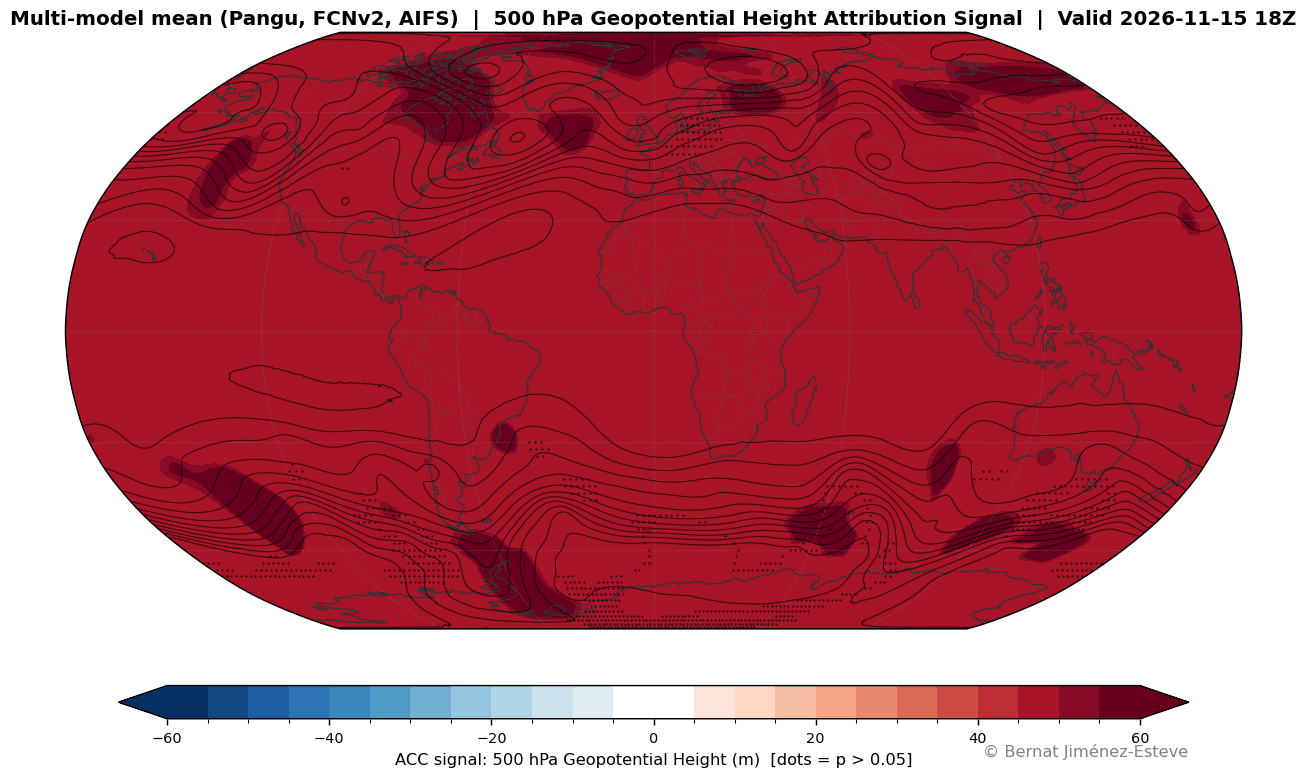 Multi-model mean (Pangu, FCNv2, AIFS)  |  500 hPa Geopotential Height Attribution Signal  |  Valid 2026-11-15 18Z
−60 −40 −20 0 20 40 60
© Bernat Jiménez-Esteve
ACC signal: 500 hPa Geopotential Height (m)  [dots = p > 0.05]